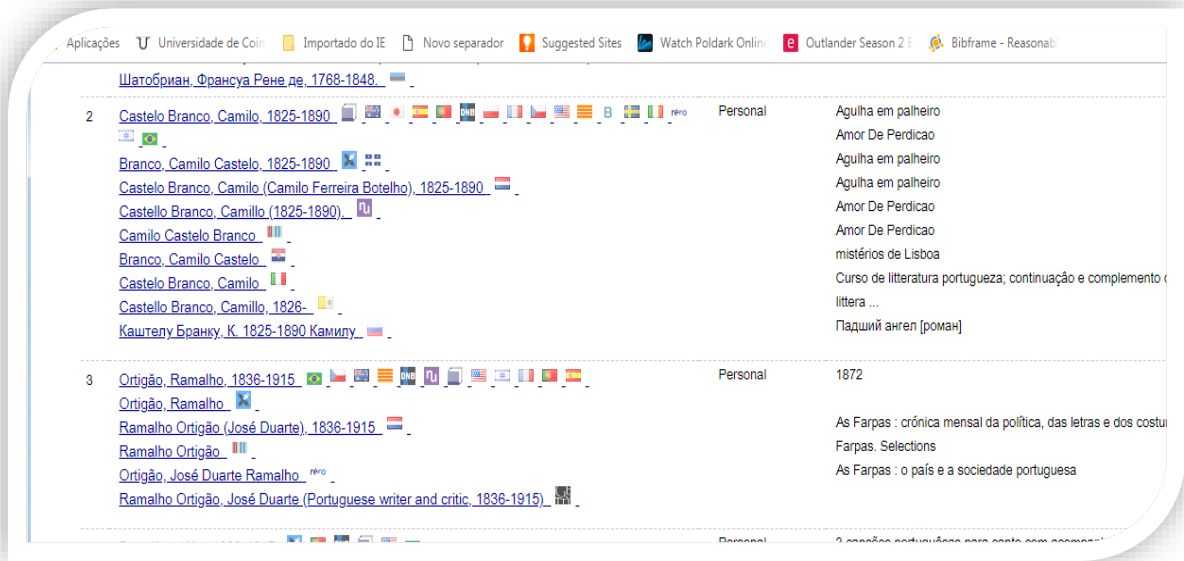 Aplicações Universidade de Coin Importado do IE Novo separador Suggested Sites Watch Poldark Online Outlander Season 2 E Bibframe - Reasonab
Шатобриан, Франсуа Рене де, 1768-1848.
2 Castelo Branco, Camilo, 1825-1890 DNB B rero Personal Agulha em palheiro
Amor De Perdicao
Branco, Camilo Castelo, 1825-1890 Agulha em palheiro
Castelo Branco, Camilo (Camilo Ferreira Botelho), 1825-1890 Agulha em palheiro
Castello Branco, Camillo (1825-1890). Amor De Perdicao
Camilo Castelo Branco Amor De Perdicao
Branco, Camilo Castelo mistérios de Lisboa
Castelo Branco, Camilo Curso de litteratura portugueza; continuação e complemento
Castello Branco, Camillo, 1826- littera ...
Каштелу Бранку, К. 1825-1890 Камилу Падший ангел [роман]
3 Ortigão, Ramalho, 1836-1915 DNB Personal 1872
Ortigão, Ramalho
Ramalho Ortigão (José Duarte), 1836-1915 As Farpas : crónica mensal da política, das letras e dos costu
Ramalho Ortigão Farpas. Selections
Ortigão, José Duarte Ramalho rero As Farpas : o país e a sociedade portuguesa
Ramalho Ortigão, José Duarte (Portuguese writer and critic, 1836-1915)
Personal